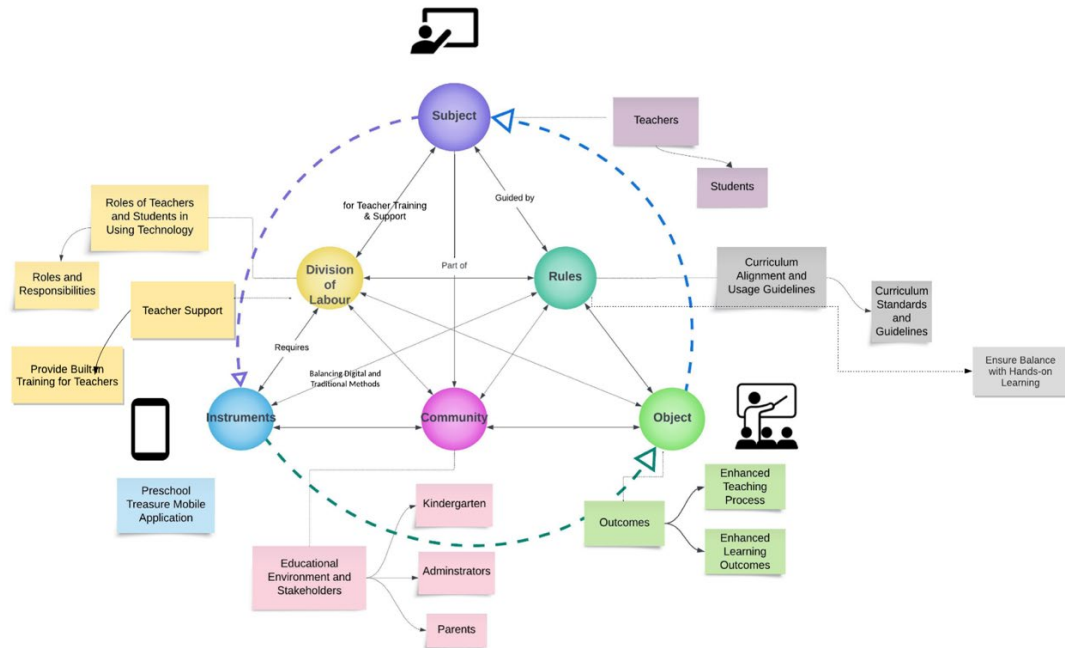 Subject
Teachers
Students
for Teacher Training
& Support
Guided by
Roles of Teachers
and Students in
Using Technology
Roles and
Responsibilities
Division
of
Labour
Part of
Rules
Curriculum
Alignment and
Usage Guidelines
Curriculum
Standards
and
Guidelines
Teacher Support
Provide Built-in
Training for Teachers
Requires
Balancing Digital and
Traditional Methods
Ensure Balance
with Hands-on
Learning
Instruments
Community
Object
Preschool
Treasure Mobile
Application
Kindergarten
Educational
Environment and
Stakeholders
Adminstrators
Parents
Outcomes
Enhanced
Teaching
Process
Enhanced
Learning
Outcomes